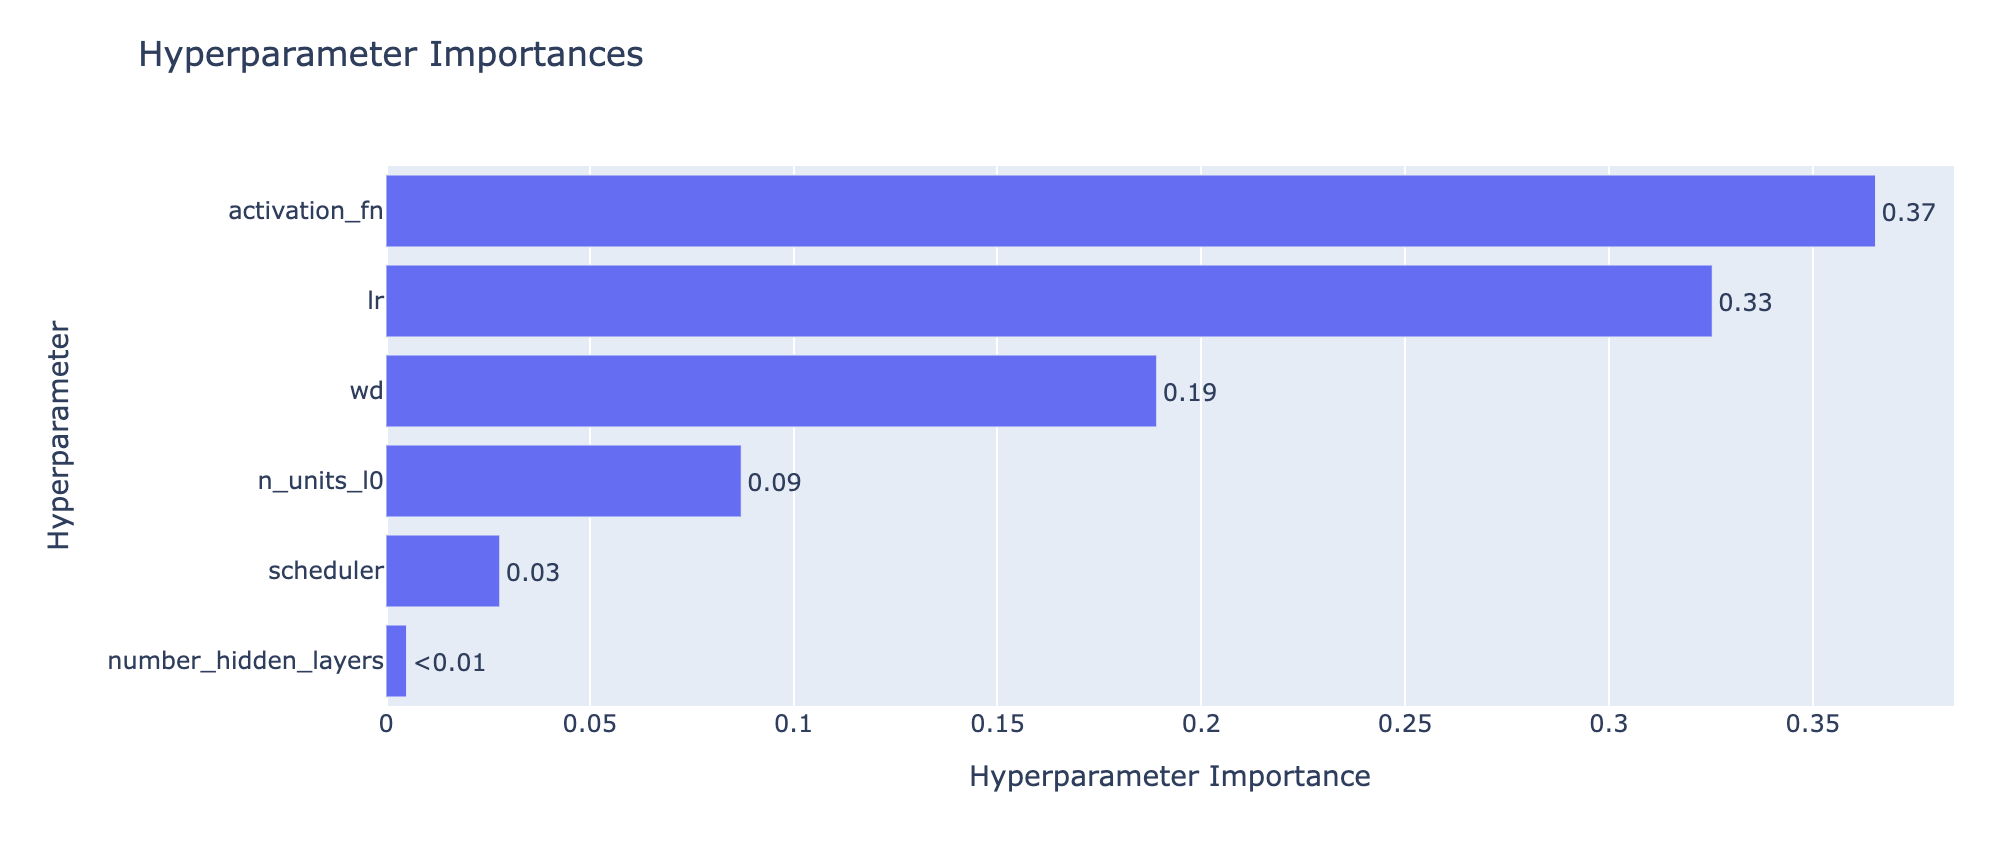 Hyperparameter Importances
Hyperparameter
activation_fn
0.37
lr
0.33
wd
0.19
n_units_l0
0.09
scheduler
0.03
number_hidden_layers
<0.01
0
0.05
0.1
0.15
0.2
0.25
0.3
0.35
Hyperparameter Importance